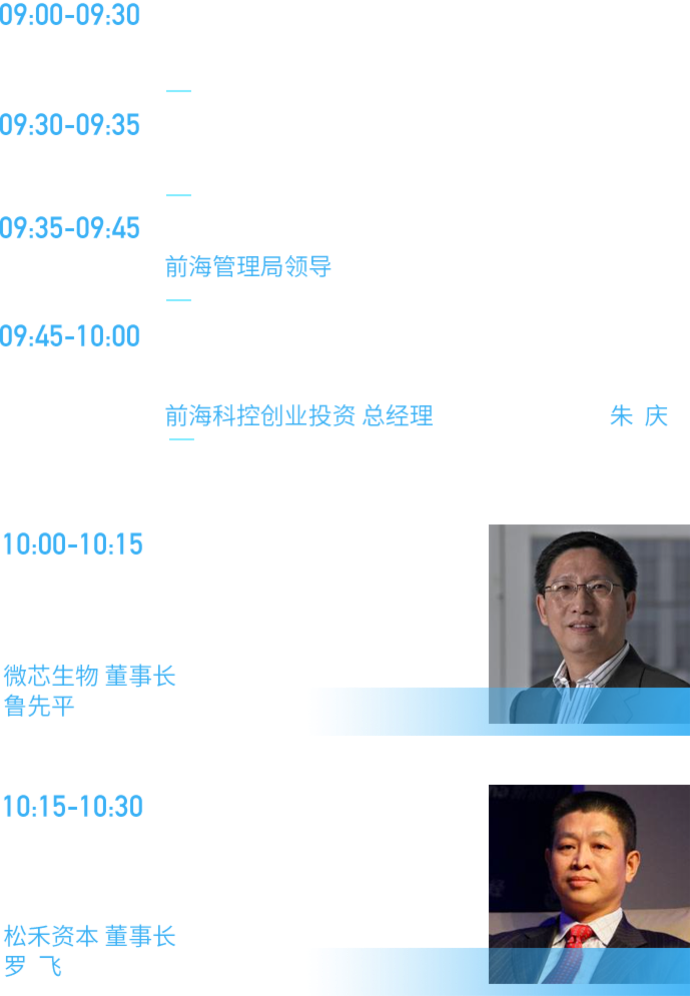 09:00-09:30
09:30-09:35
09:35-09:45
前海管理局领导
09:45-10:00
前海科控创业投资 总经理 朱 庆
10:00-10:15
微芯生物 董事长
鲁先平
10:15-10:30
松禾资本 董事长
罗 飞